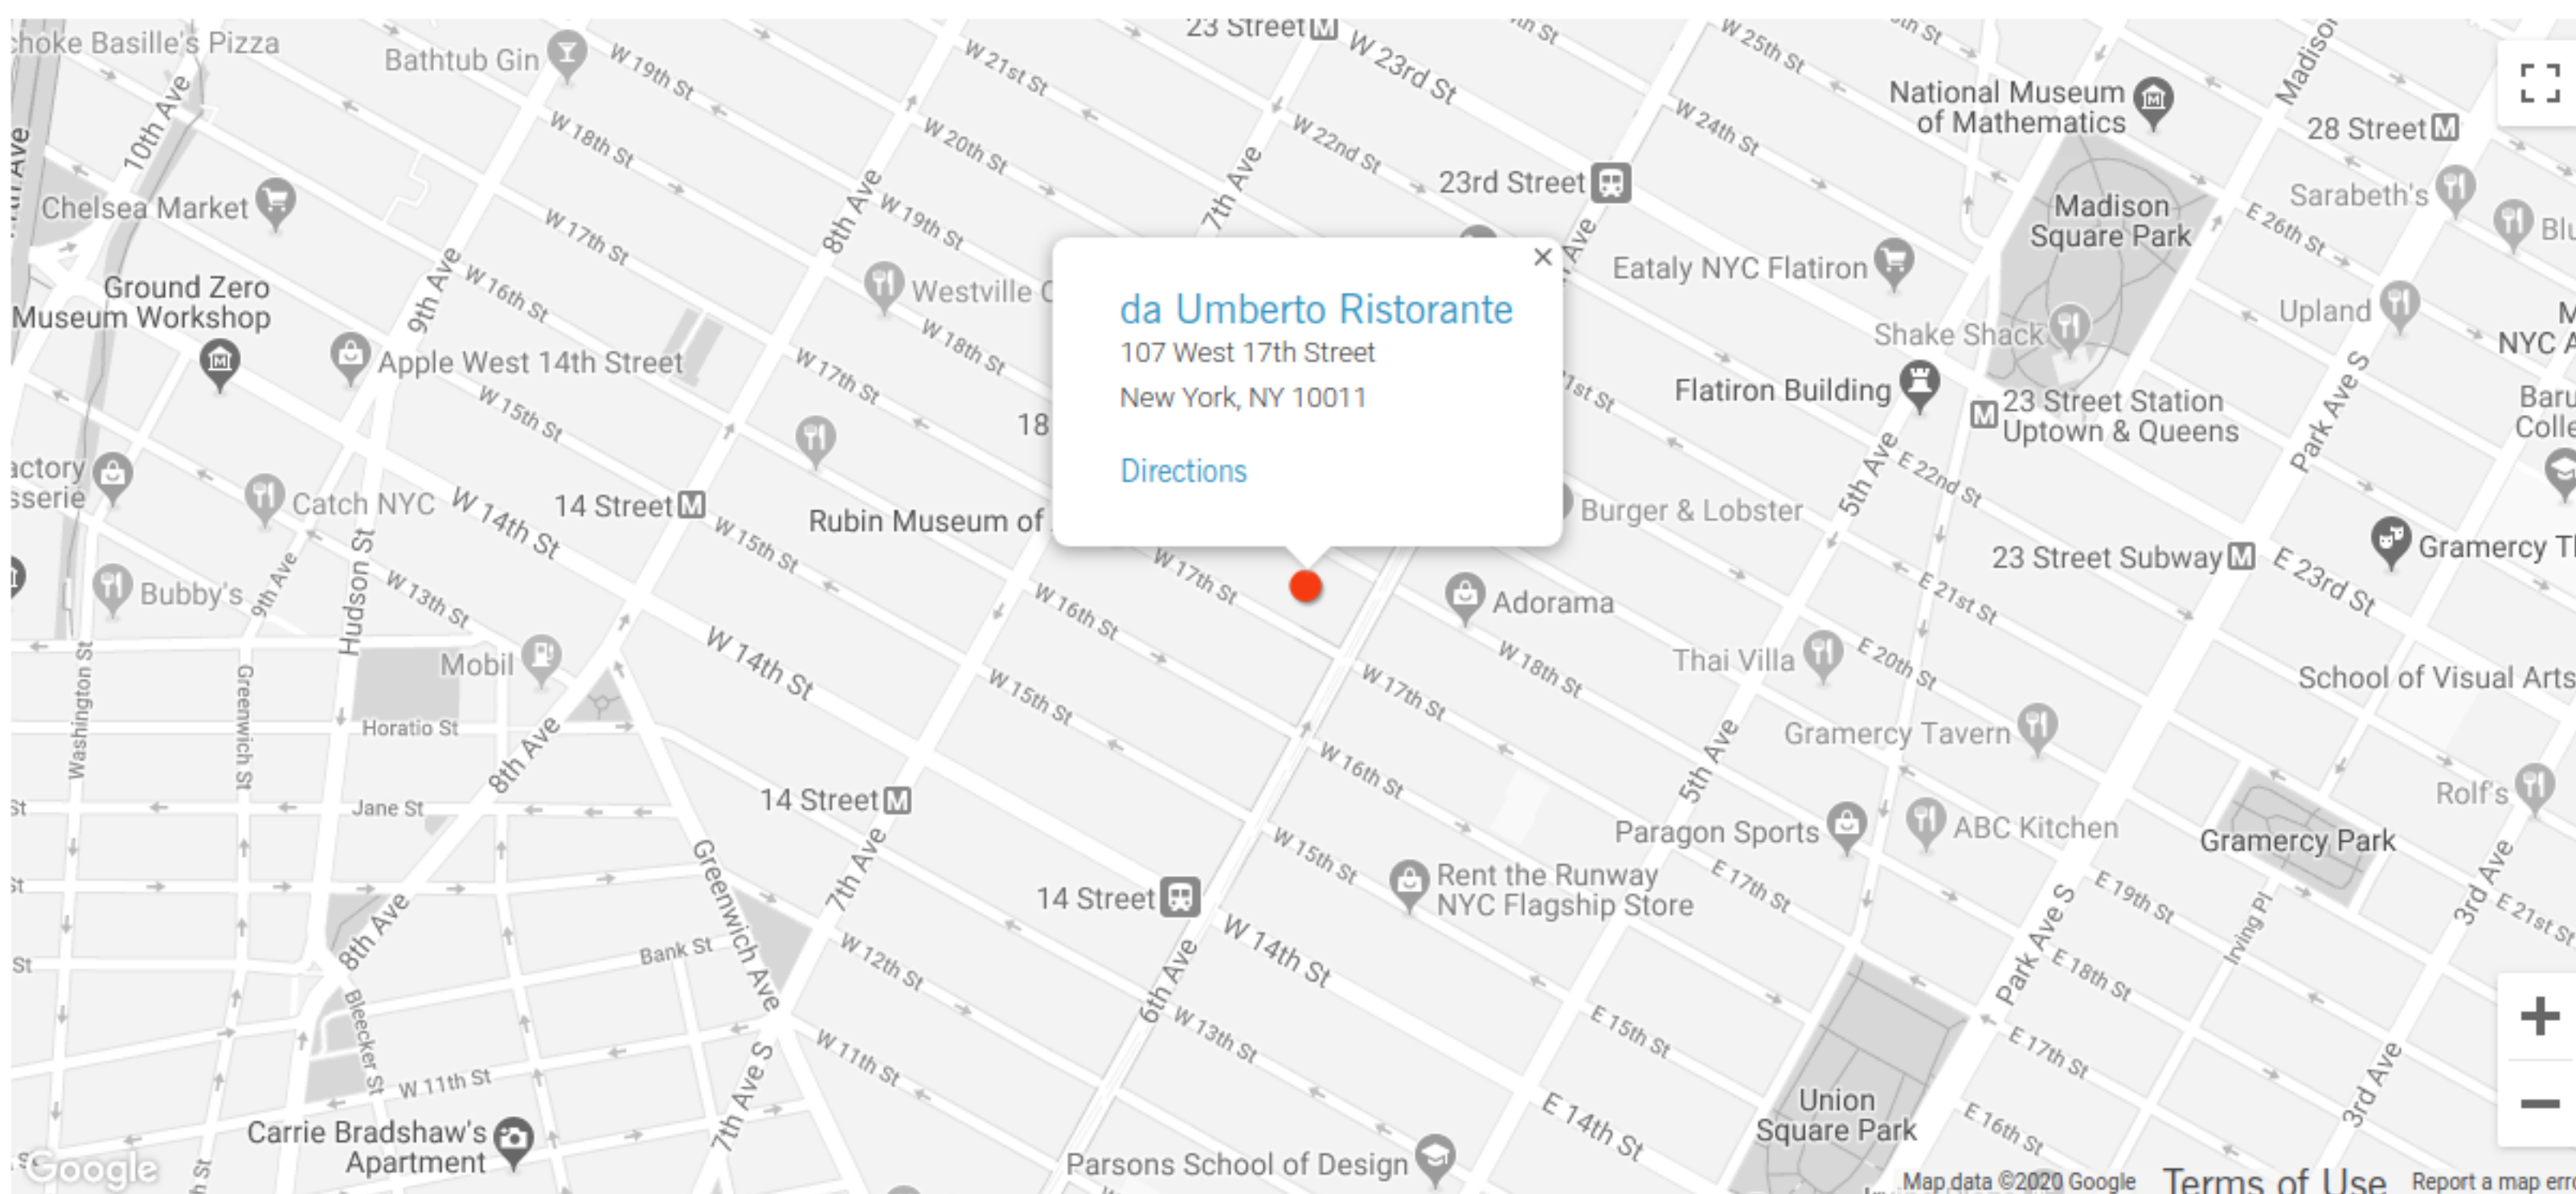 choke Basille's Pizza
Bathtub Gin
W 19th St
W 21st St
23 Street M
W 23rd St
W 25th St
Madison
National Museum
of Mathematics
28 Street M
10th Ave
W 18th St
W 20th St
W 22nd St
W 24th St
7th Ave
23rd Street
Sarabeth's
Madison
Square Park
E 26th St
Chelsea Market
W 17th St
8th Ave
W 19th St
Ave
Eataly NYC Flatiron
9th Ave
W 16th St
Ground Zero
Museum Workshop
Westville
W 18th St
da Umberto Ristorante
107 West 17th Street
New York, NY 10011
Directions
Shake Shack
Upland
NYC
Apple West 14th Street
W 17th St
Flatiron Building
23 Street Station
Uptown & Queens
Park Ave S
W 15th St
18
1st St
5th Ave
E 22nd St
actory
sserie
Catch NYC
W 14th St
14 Street M
W 15th St
Rubin Museum of
Burger & Lobster
23 Street Subway M
E 23rd St
Gramercy
Bubby's
9th Ave
Hudson St
W 13th St
W 17th St
W 16th St
Adorama
E 21st St
Mobil
W 14th St
W 15th St
W 17th St
W 18th St
Thai Villa
E 20th St
School of Visual Arts
Washington St
Greenwich St
Horatio St
8th Ave
W 16th St
5th Ave
Gramercy Tavern
Rolf's
Jane St
14 Street M
Paragon Sports
ABC Kitchen
Gramercy Park
Greenwich Ave
7th Ave
W 15th St
Rent the Runway
NYC Flagship Store
E 17th St
E 19th St
Irving Pl
3rd Ave
E 21st St
14 Street
W 14th St
8th Ave
Bank St
W 12th St
6th Ave
Park Ave S
E 18th St
Bleecker St
W 13th St
E 15th St
E 17th St
W 11th St
W 11th St
7th Ave S
Union
Square Park
E 14th St
E 16th St
3rd Ave
Carrie Bradshaw's
Apartment
Parsons School of Design
Google
Map data ©2020 Google
Terms of Use
Report a map